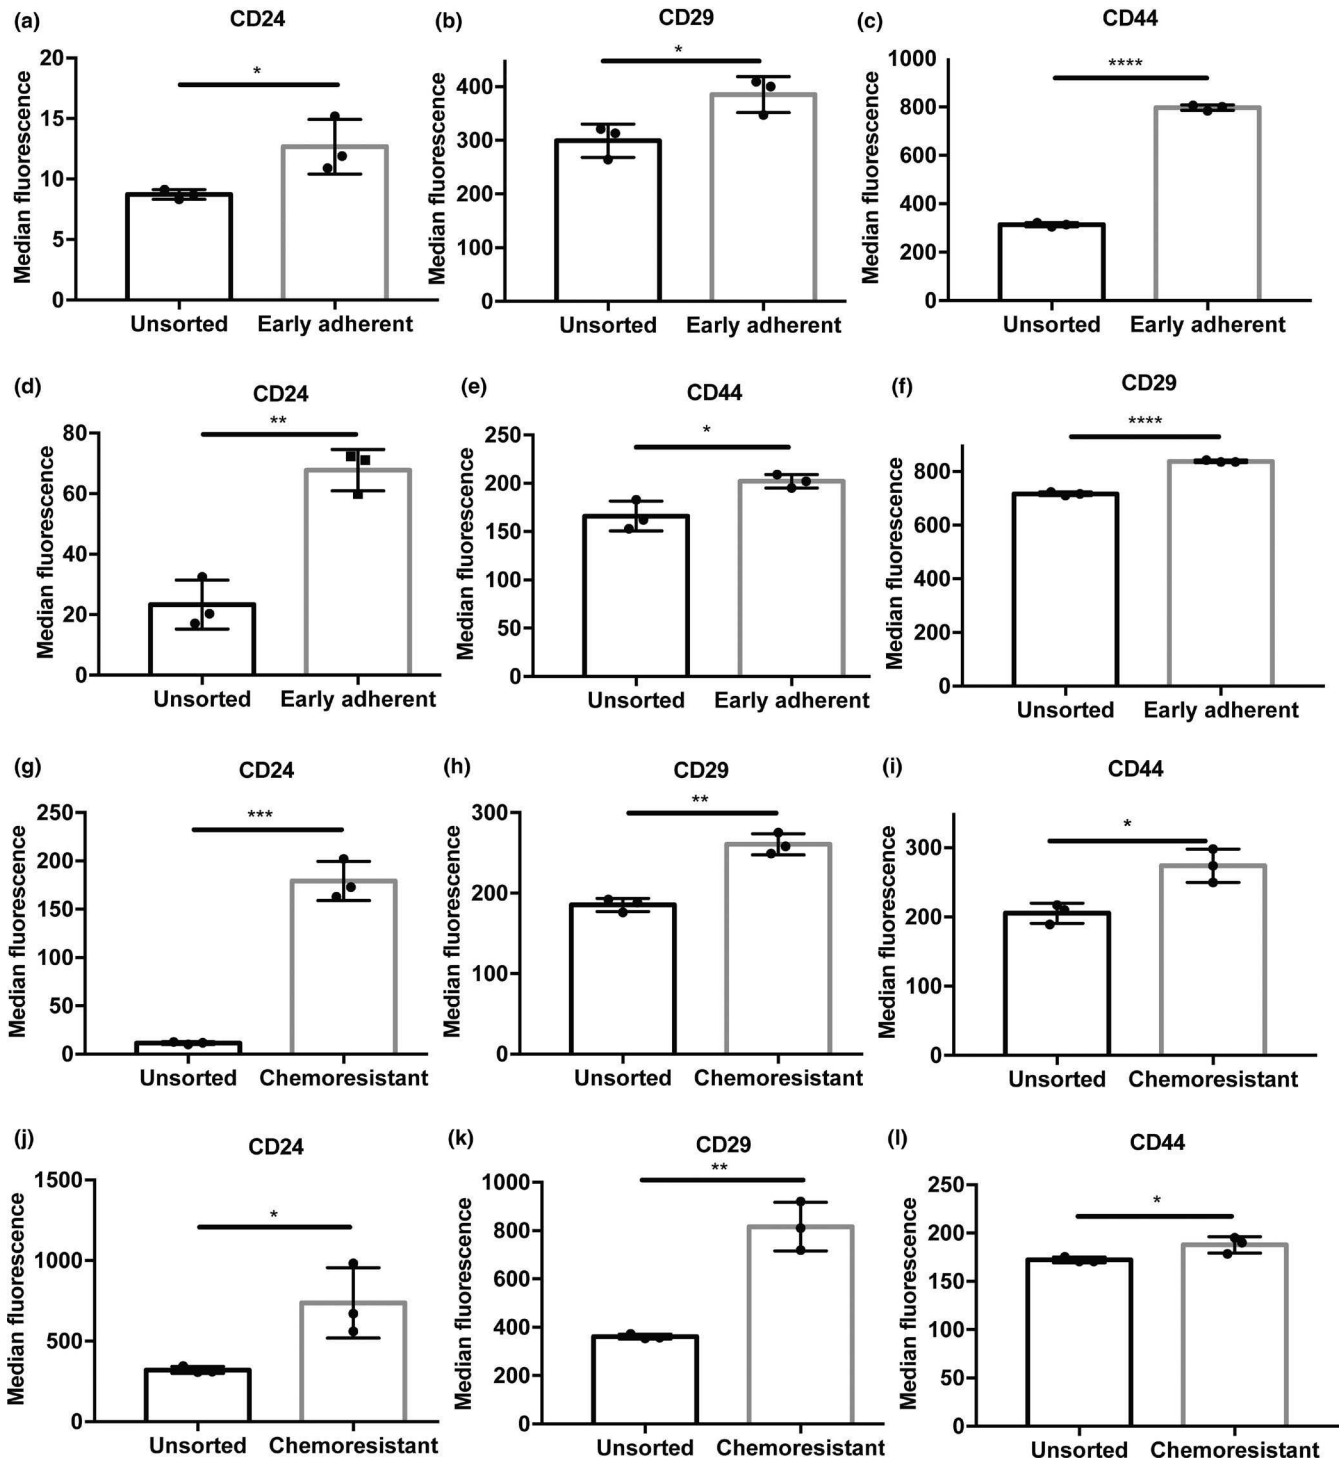 (a) CD24
*
Median fluorescence
20
15
10
5
0
Unsorted Early adherent
(b) CD29
*
Median fluorescence
400
300
200
100
0
Unsorted Early adherent
(c) CD44
****
Median fluorescence
1000
800
600
400
200
0
Unsorted Early adherent
(d) CD24
**
Median fluorescence
80
60
40
20
0
Unsorted Early adherent
(e) CD44
*
Median fluorescence
250
200
150
100
50
0
Unsorted Early adherent
(f) CD29
****
Median fluorescence
800
600
400
200
0
Unsorted Early adherent
(g) CD24
***
Median fluorescence
250
200
150
100
50
0
Unsorted Chemoresistant
(h) CD29
**
Median fluorescence
300
200
100
0
Unsorted Chemoresistant
(i) CD44
*
Median fluorescence
300
200
100
0
Unsorted Chemoresistant
(j) CD24
*
Median fluorescence
1500
1000
500
0
Unsorted Chemoresistant
(k) CD29
**
Median fluorescence
1000
800
600
400
200
0
Unsorted Chemoresistant
(l) CD44
*
Median fluorescence
250
200
150
100
50
0
Unsorted Chemoresistant